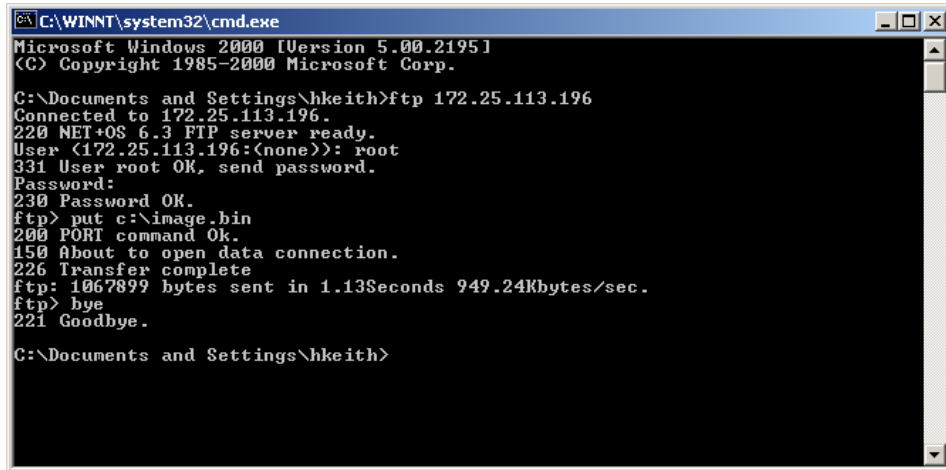 C:\WINNT\system32\cmd.exe
Microsoft Windows 2000 [Version 5.00.2195]
(C) Copyright 1985-2000 Microsoft Corp.
C:\Documents and Settings\hkeith>ftp 172.25.113.196
Connected to 172.25.113.196.
220 NET+OS 6.3 FTP server ready.
User (172.25.113.196:(none)): root
331 User root OK, send password.
Password:
230 Password OK.
ftp> put c:\image.bin
200 PORT command Ok.
150 About to open data connection.
226 Transfer complete
ftp: 1067899 bytes sent in 1.13Seconds 949.24Kbytes/sec.
ftp> bye
221 Goodbye.
C:\Documents and Settings\hkeith>